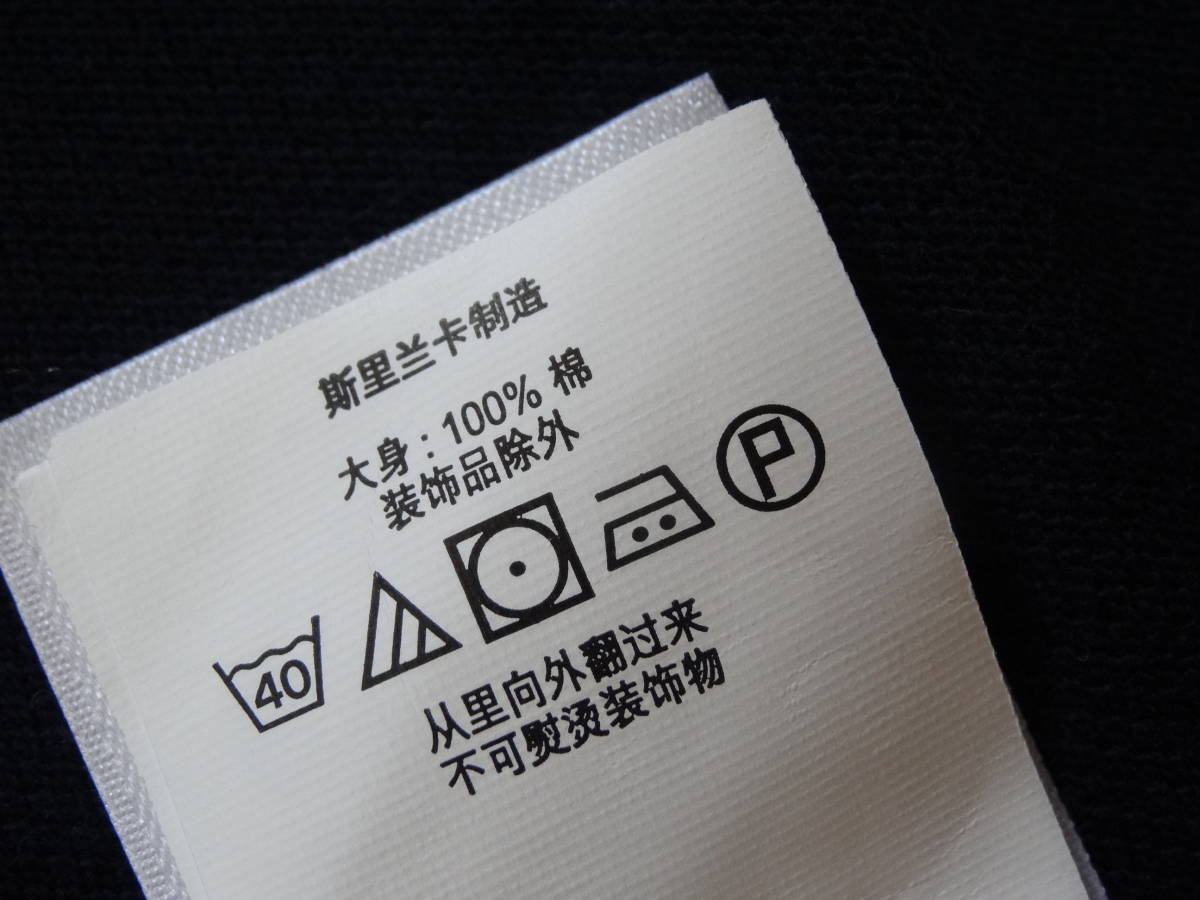 斯里兰卡制造
大身：100% 棉
装饰品除外
40
P
从里向外翻过来
不可熨烫装饰物